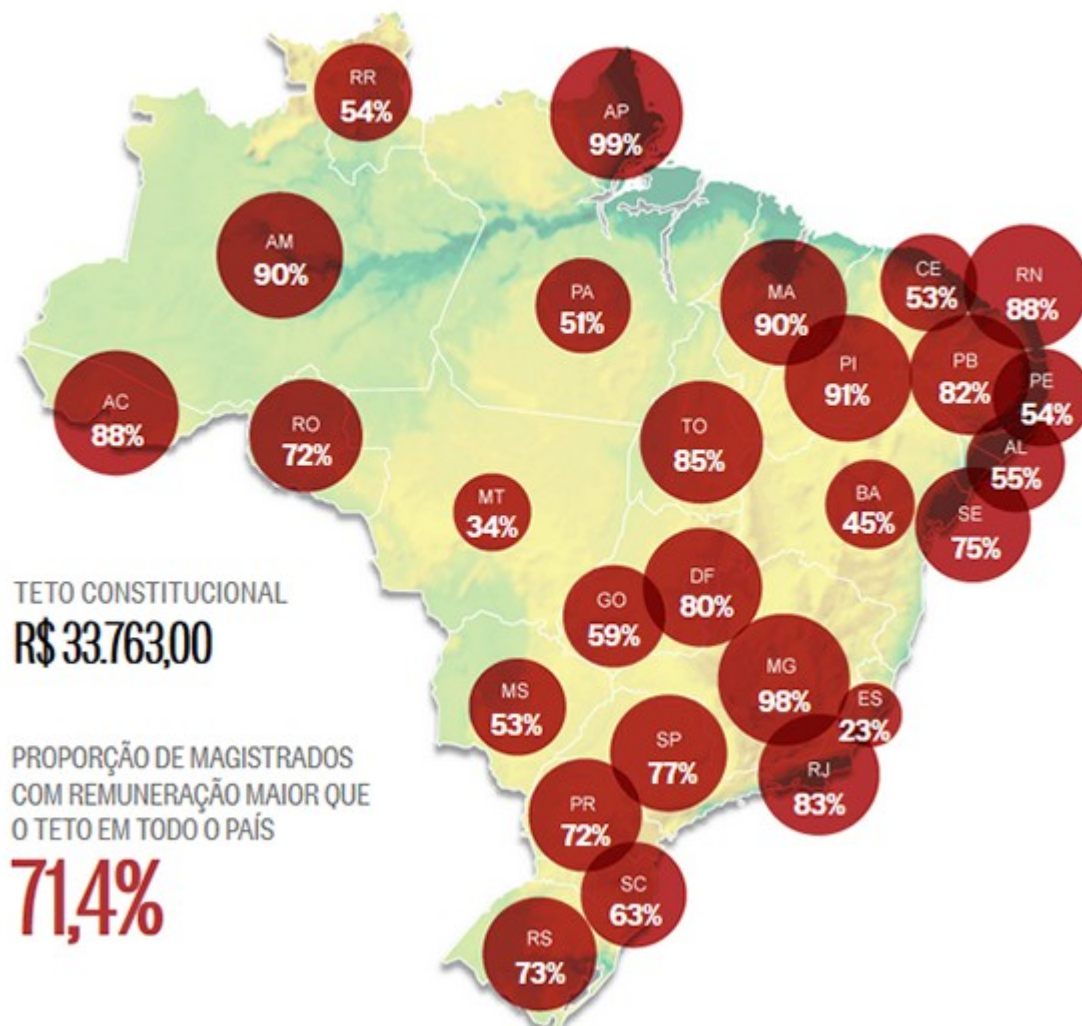 RR
54%
AP
99%
AM
90%
PA
51%
MA
90%
CE
53%
RN
88%
PI
91%
PB
82%
PE
54%
AC
88%
RO
72%
TO
85%
AL
55%
MT
34%
BA
45%
SE
75%
TETO CONSTITUCIONAL
R$ 33.763,00
GO
59%
DF
80%
MS
53%
MG
98%
ES
23%
SP
77%
RJ
83%
PROPORÇÃO DE MAGISTRADOS
COM REMUNERAÇÃO MAIOR QUE
O TETO EM TODO O PAÍS
71,4%
PR
72%
SC
63%
RS
73%